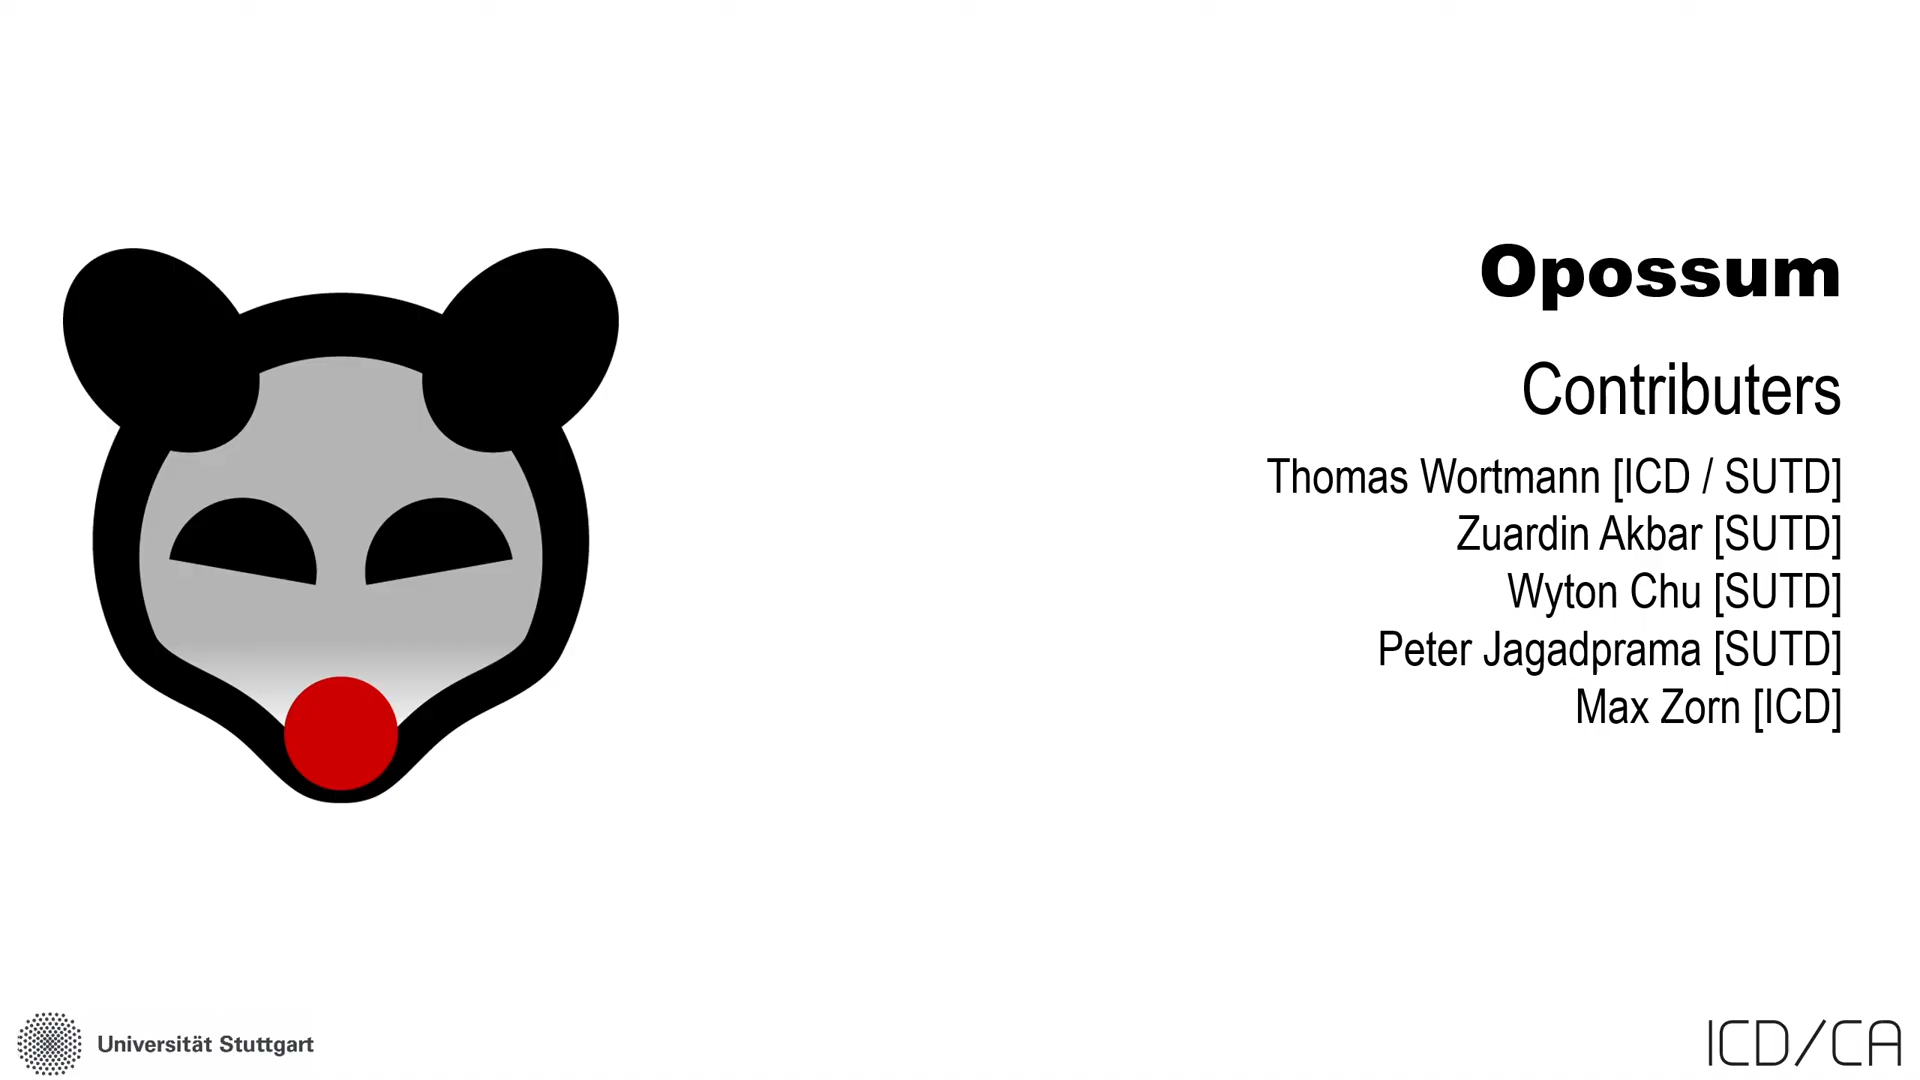 Opossum
Contributers
Thomas Wortmann [ICD / SUTD]
Zuardin Akbar [SUTD]
Wyton Chu [SUTD]
Peter Jagadprama [SUTD]
Max Zorn [ICD]
Universität Stuttgart
ICD/CA